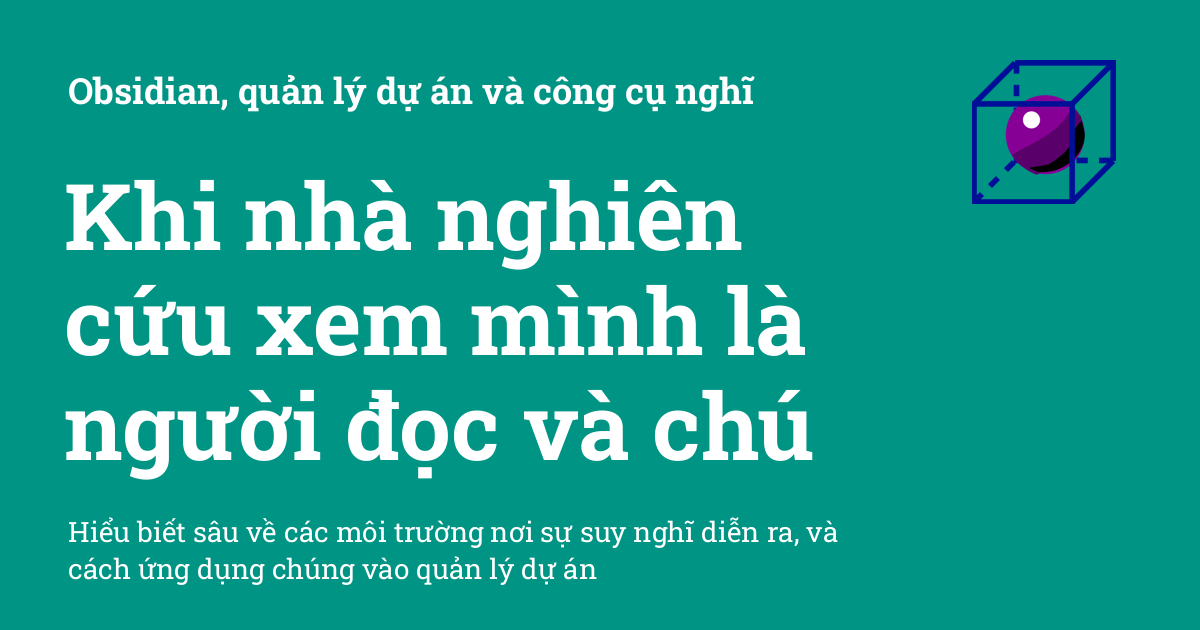 Obsidian, quản lý dự án và công cụ nghĩ
Khi nhà nghiên
cứu xem mình là
người đọc và chú
Hiểu biết sâu về các môi trường nơi sự suy nghĩ diễn ra, và
cách ứng dụng chúng vào quản lý dự án